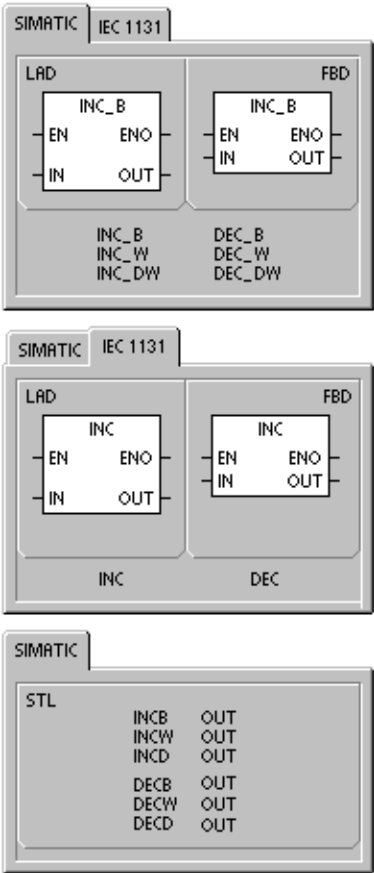 SIMATIC IEC 1131
LAD FBD
INC_B INC_B
EN ENO EN ENO
IN OUT IN OUT
INC_B DEC_B
INC_W DEC_W
INC_DW DEC_DW
SIMATIC IEC 1131
LAD FBD
INC INC
EN ENO EN ENO
IN OUT IN OUT
INC DEC
SIMATIC
STL
INCB OUT
INCW OUT
INCD OUT
DECB OUT
DECW OUT
DECD OUT